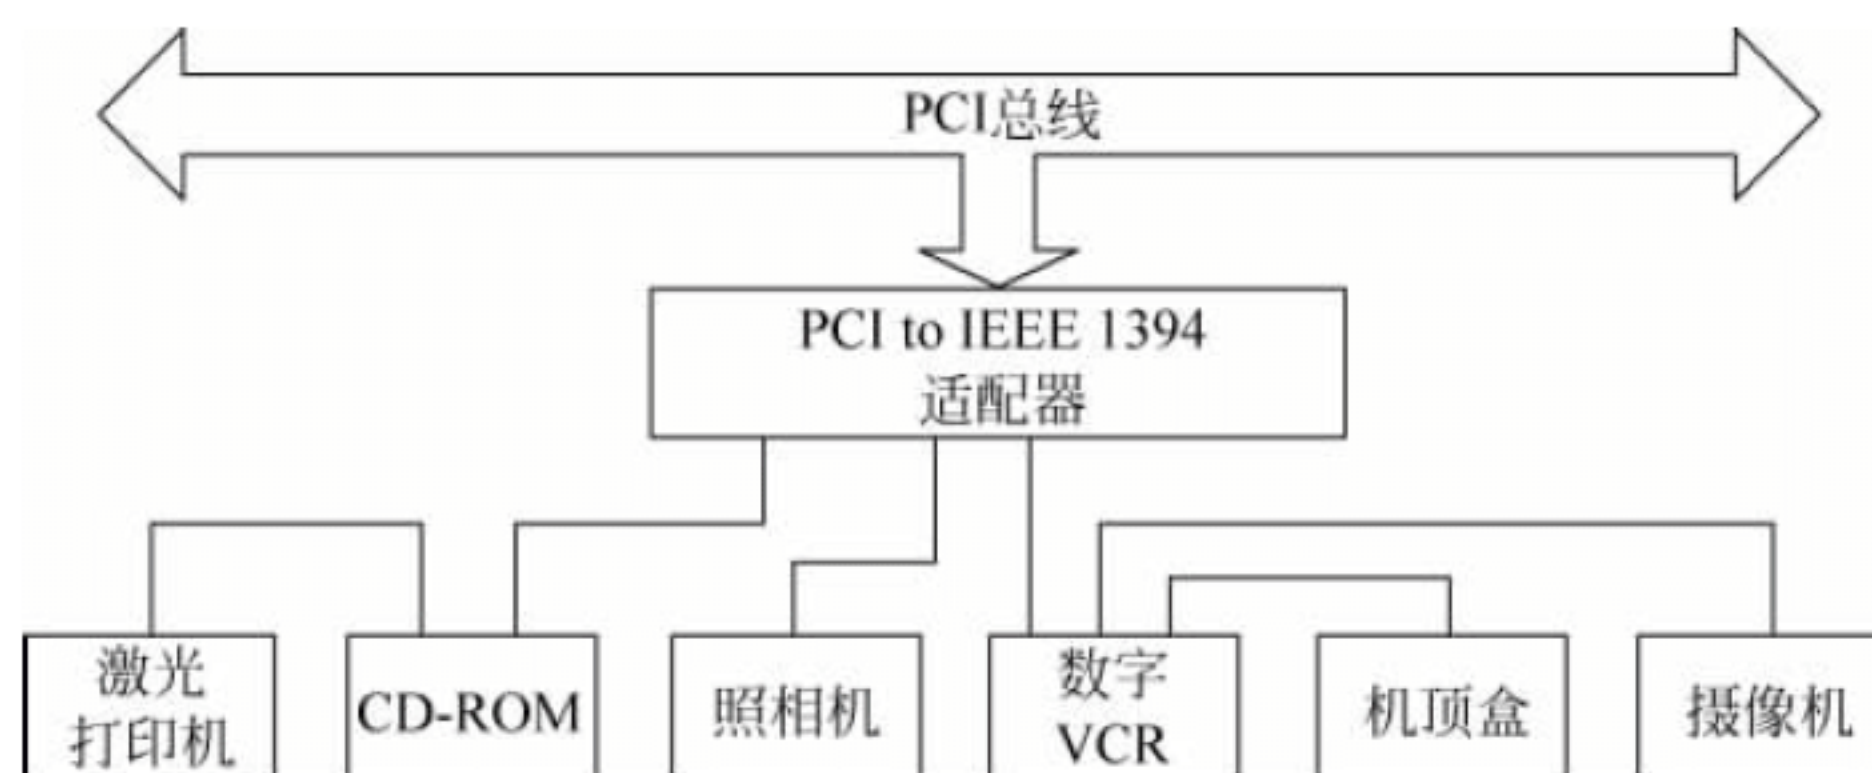 PCI总线
PCI to IEEE 1394
适配器
激光
打印机
CD-ROM
照相机
数字
VCR
机顶盒
摄像机